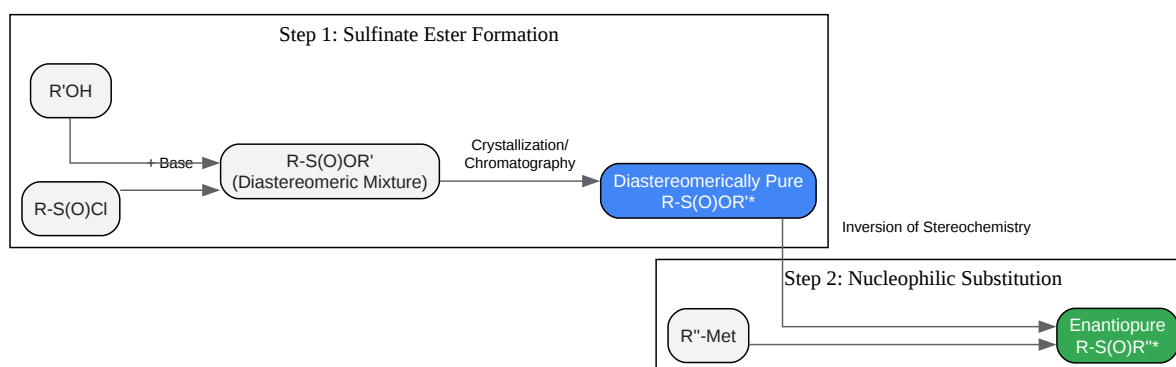 Step 1: Sulfinate Ester Formation
R'OH
+ Base
R-S(O)Cl
R-S(O)OR'
(Diastereomeric Mixture)
Crystallization/
Chromatography
Diastereomerically Pure
R-S(O)OR'*
Inversion of Stereochemistry
Step 2: Nucleophilic Substitution
R''-Met
Enantiopure
R-S(O)R''*